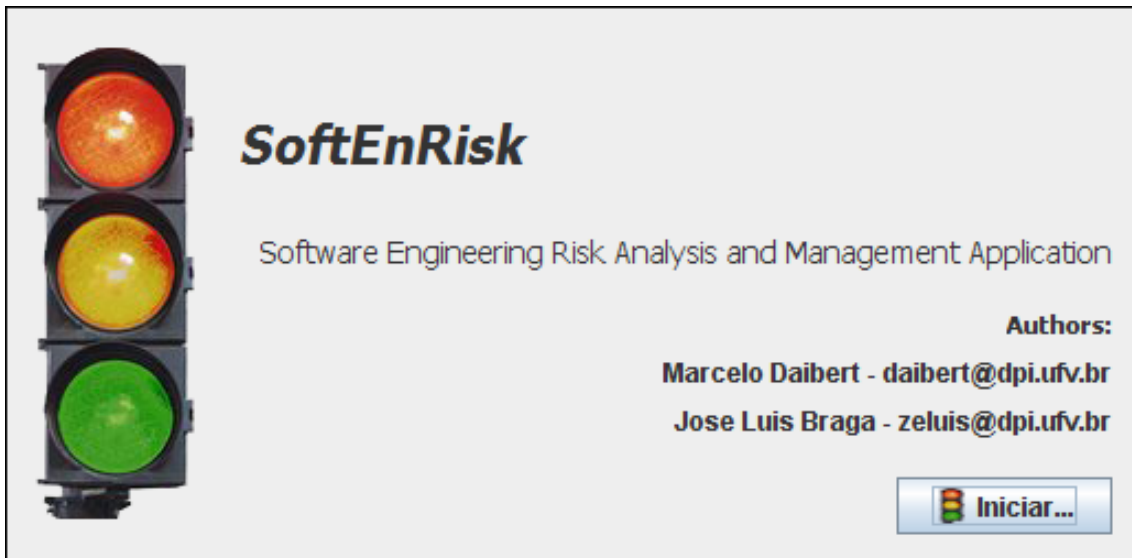 SoftEnRisk
Software Engineering Risk Analysis and Management Application
Authors:
Marcelo Daibert - daibert@dpi.ufv.br
Jose Luis Braga - zeluis@dpi.ufv.br
Iniciar...